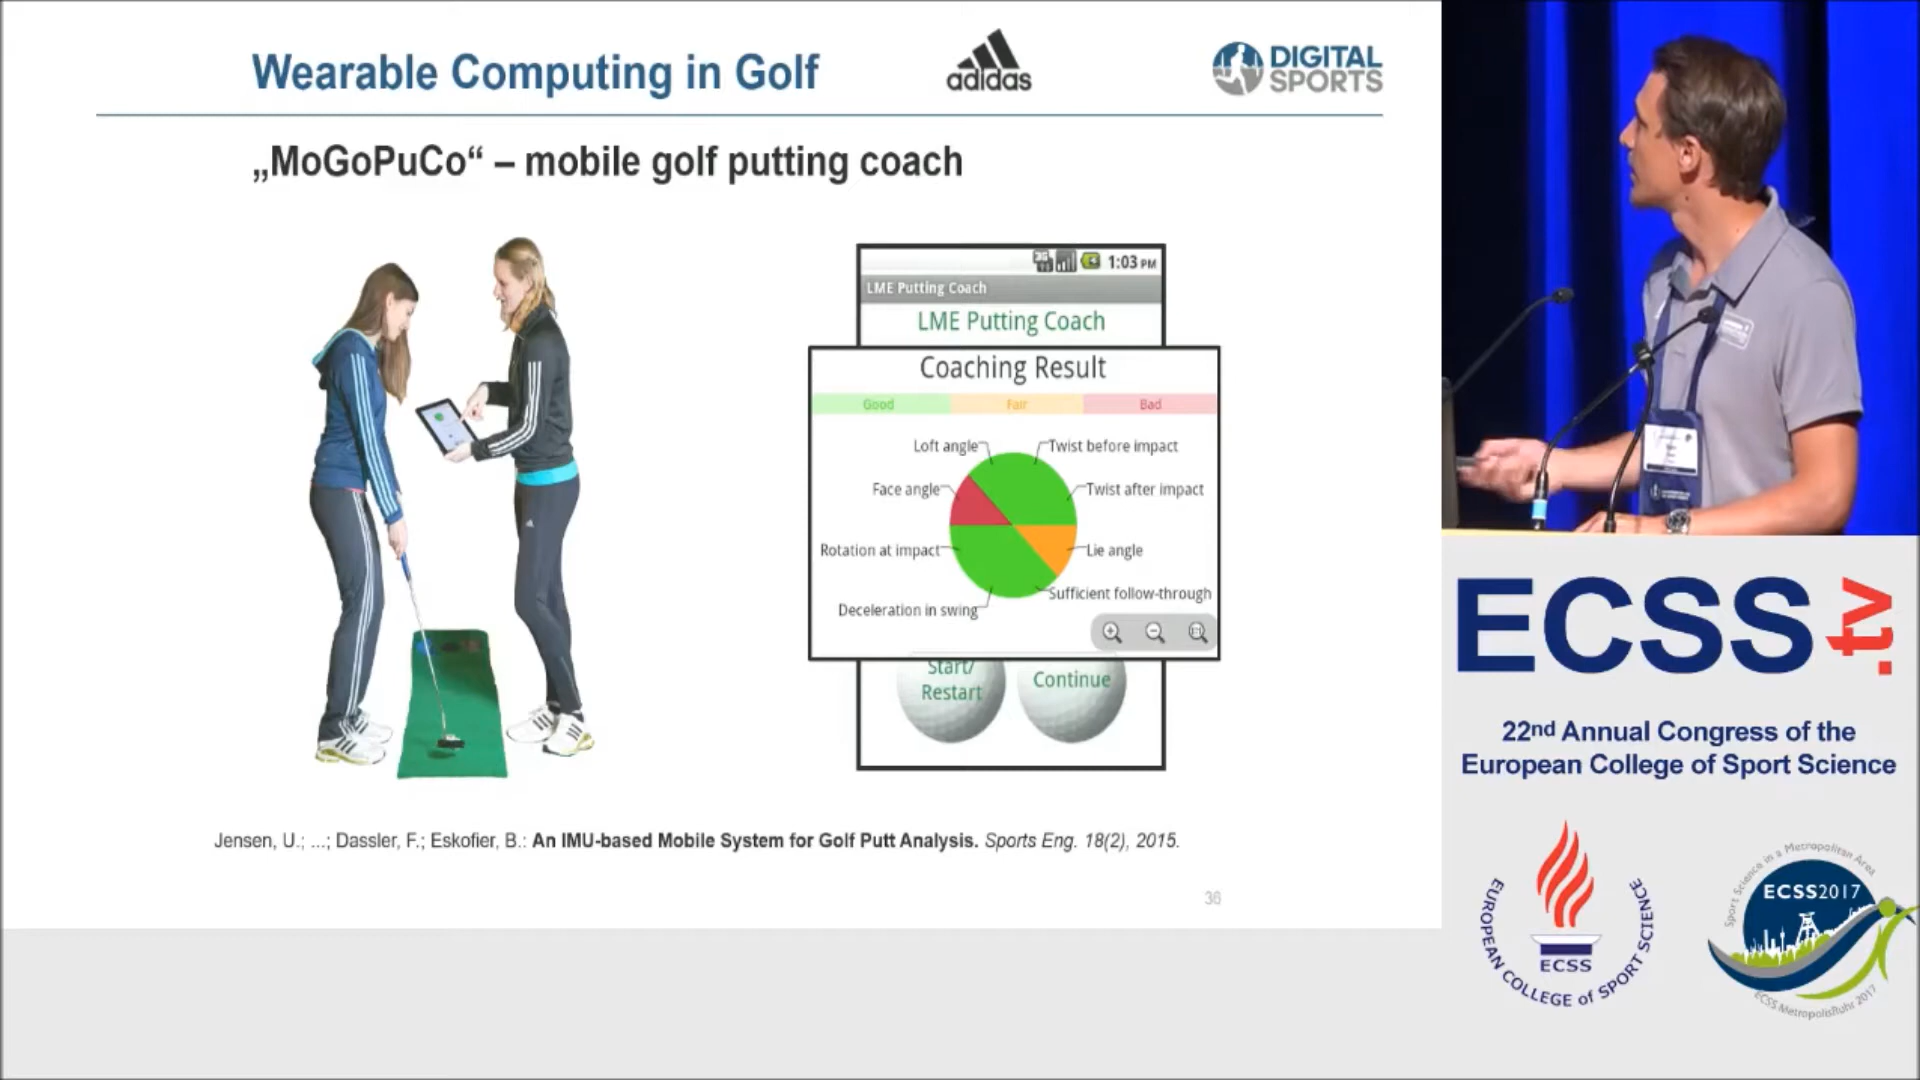 Wearable Computing in Golf
adidas
DIGITAL
SPORTS
„MoGoPuCo“ – mobile golf putting coach
1:03 PM
LME Putting Coach
LME Putting Coach
Coaching Result
Good
Fair
Bad
Loft angle
Twist before impact
Face angle
Twist after impact
Rotation at impact
Lie angle
Sufficient follow-through
Deceleration in swing
Start/
Restart
Continue
Jensen, U.; ...; Dassler, F.; Eskofier, B.: An IMU-based Mobile System for Golf Putt Analysis. Sports Eng. 18(2), 2015.
36
ECSS.tv
22nd Annual Congress of the
European College of Sport Science
EUROPEAN COLLEGE of SPORT SCIENCE
ECSS
Sport Science in a Metropolitan Area
ECSS2017
ECSS MetropolisRuhr 2017